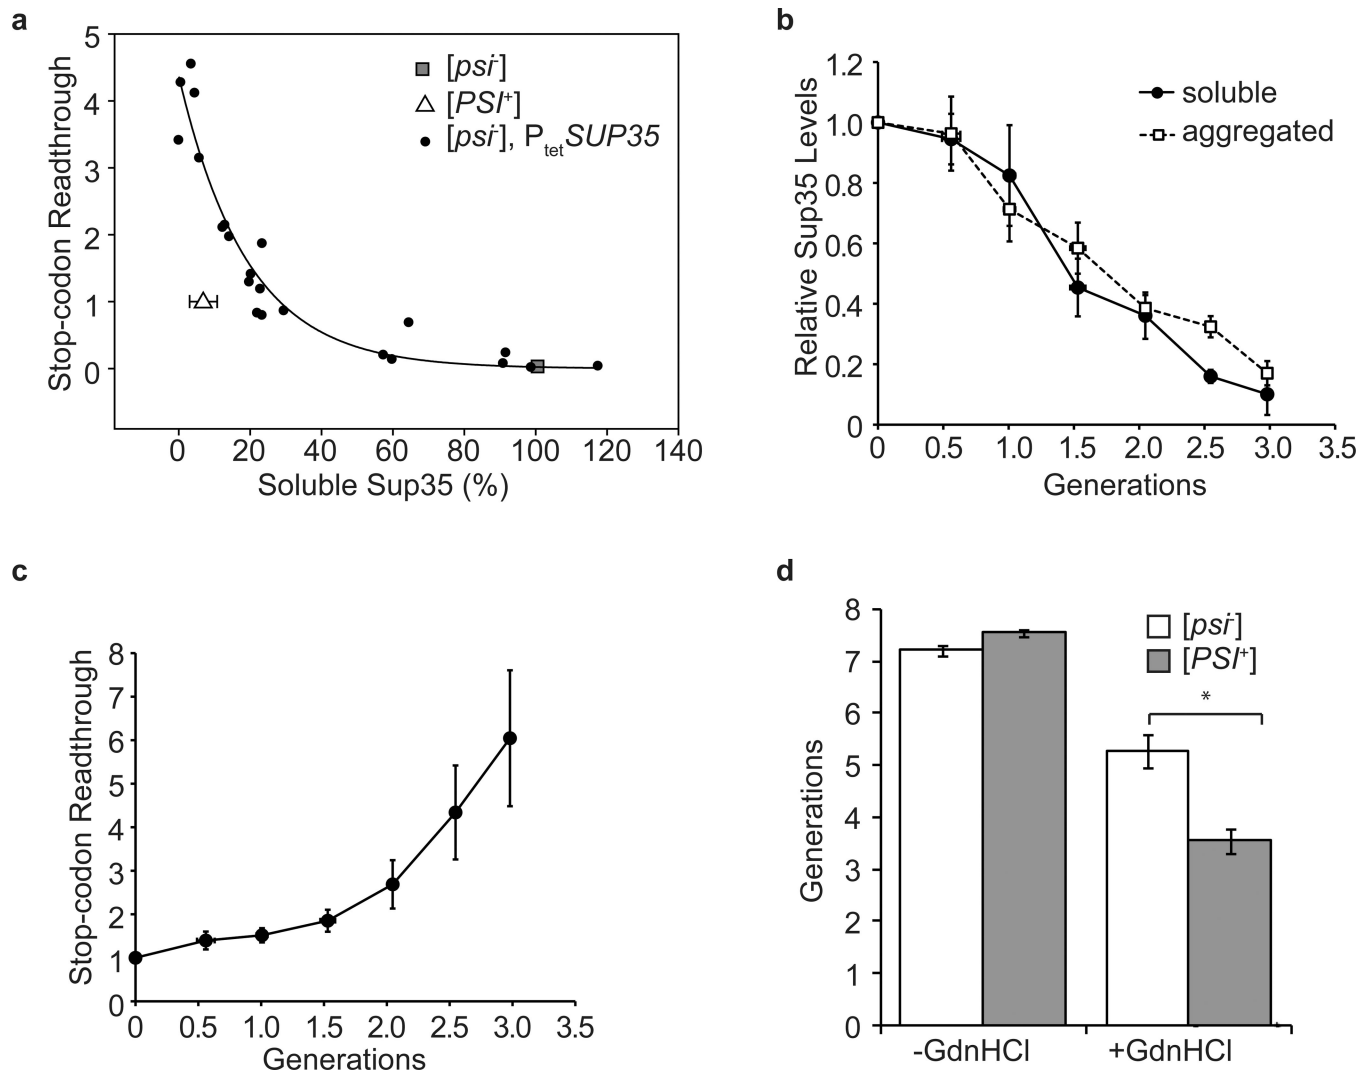 a
5
4
3
2
1
0
Stop-codon Readthrough
[psi-]
[PSI+]
[psi-], PtetSUP35
0 20 40 60 80 100 120 140
Soluble Sup35 (%)
b
1.2
1.0
0.8
0.6
0.4
0.2
0
Relative Sup35 Levels
soluble
aggregated
0 0.5 1.0 1.5 2.0 2.5 3.0 3.5
Generations
c
8
7
6
5
4
3
2
1
0
Stop-codon Readthrough
0 0.5 1.0 1.5 2.0 2.5 3.0 3.5
Generations
d
8
7
6
5
4
3
2
1
0
Generations
[psi-]
[PSI+]
*
-GdnHCl +GdnHCl